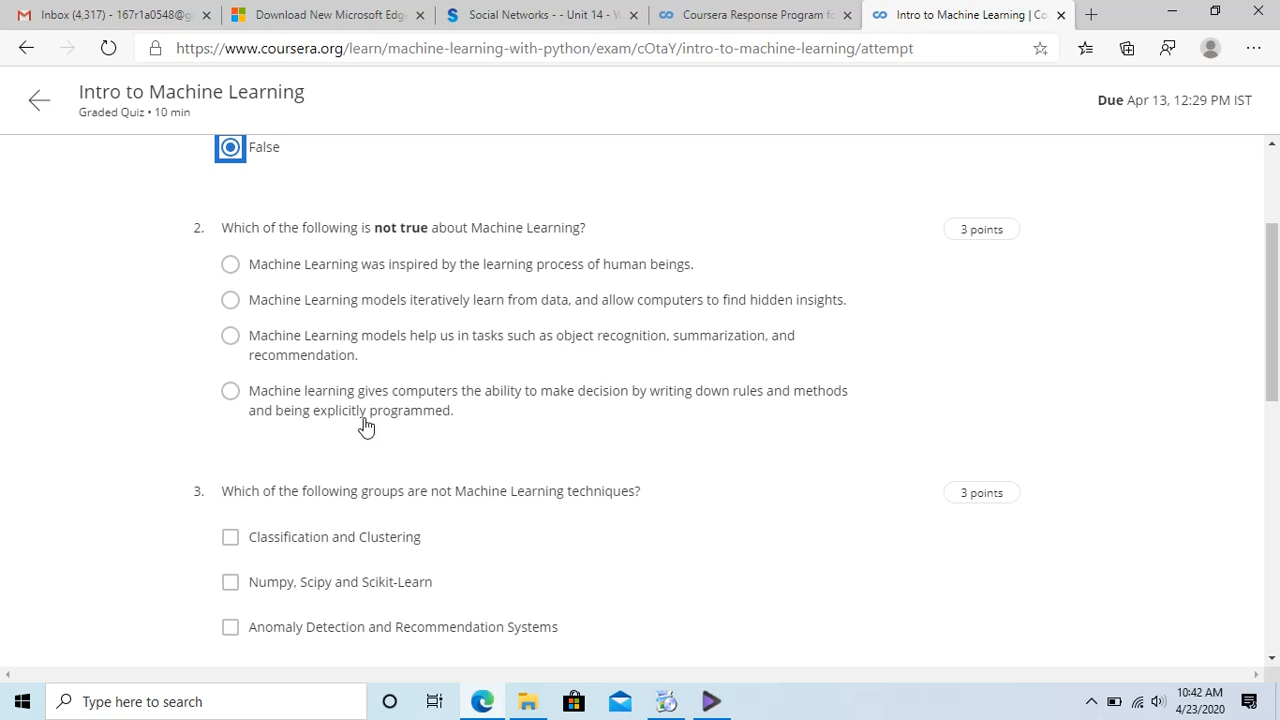 Inbox (4,317) - 167r1a0548@g
Download New Microsoft Edg
Social Networks - - Unit 14 - W
Coursera Response Program fo
Intro to Machine Learning | Co
https://www.coursera.org/learn/machine-learning-with-python/exam/cOtaY/intro-to-machine-learning/attempt
Intro to Machine Learning
Graded Quiz • 10 min
Due Apr 13, 12:29 PM IST
False
2. Which of the following is not true about Machine Learning? 3 points
Machine Learning was inspired by the learning process of human beings.
Machine Learning models iteratively learn from data, and allow computers to find hidden insights.
Machine Learning models help us in tasks such as object recognition, summarization, and
recommendation.
Machine learning gives computers the ability to make decision by writing down rules and methods
and being explicitly programmed.
3. Which of the following groups are not Machine Learning techniques? 3 points
Classification and Clustering
Numpy, Scipy and Scikit-Learn
Anomaly Detection and Recommendation Systems
Type here to search
10:42 AM
4/23/2020